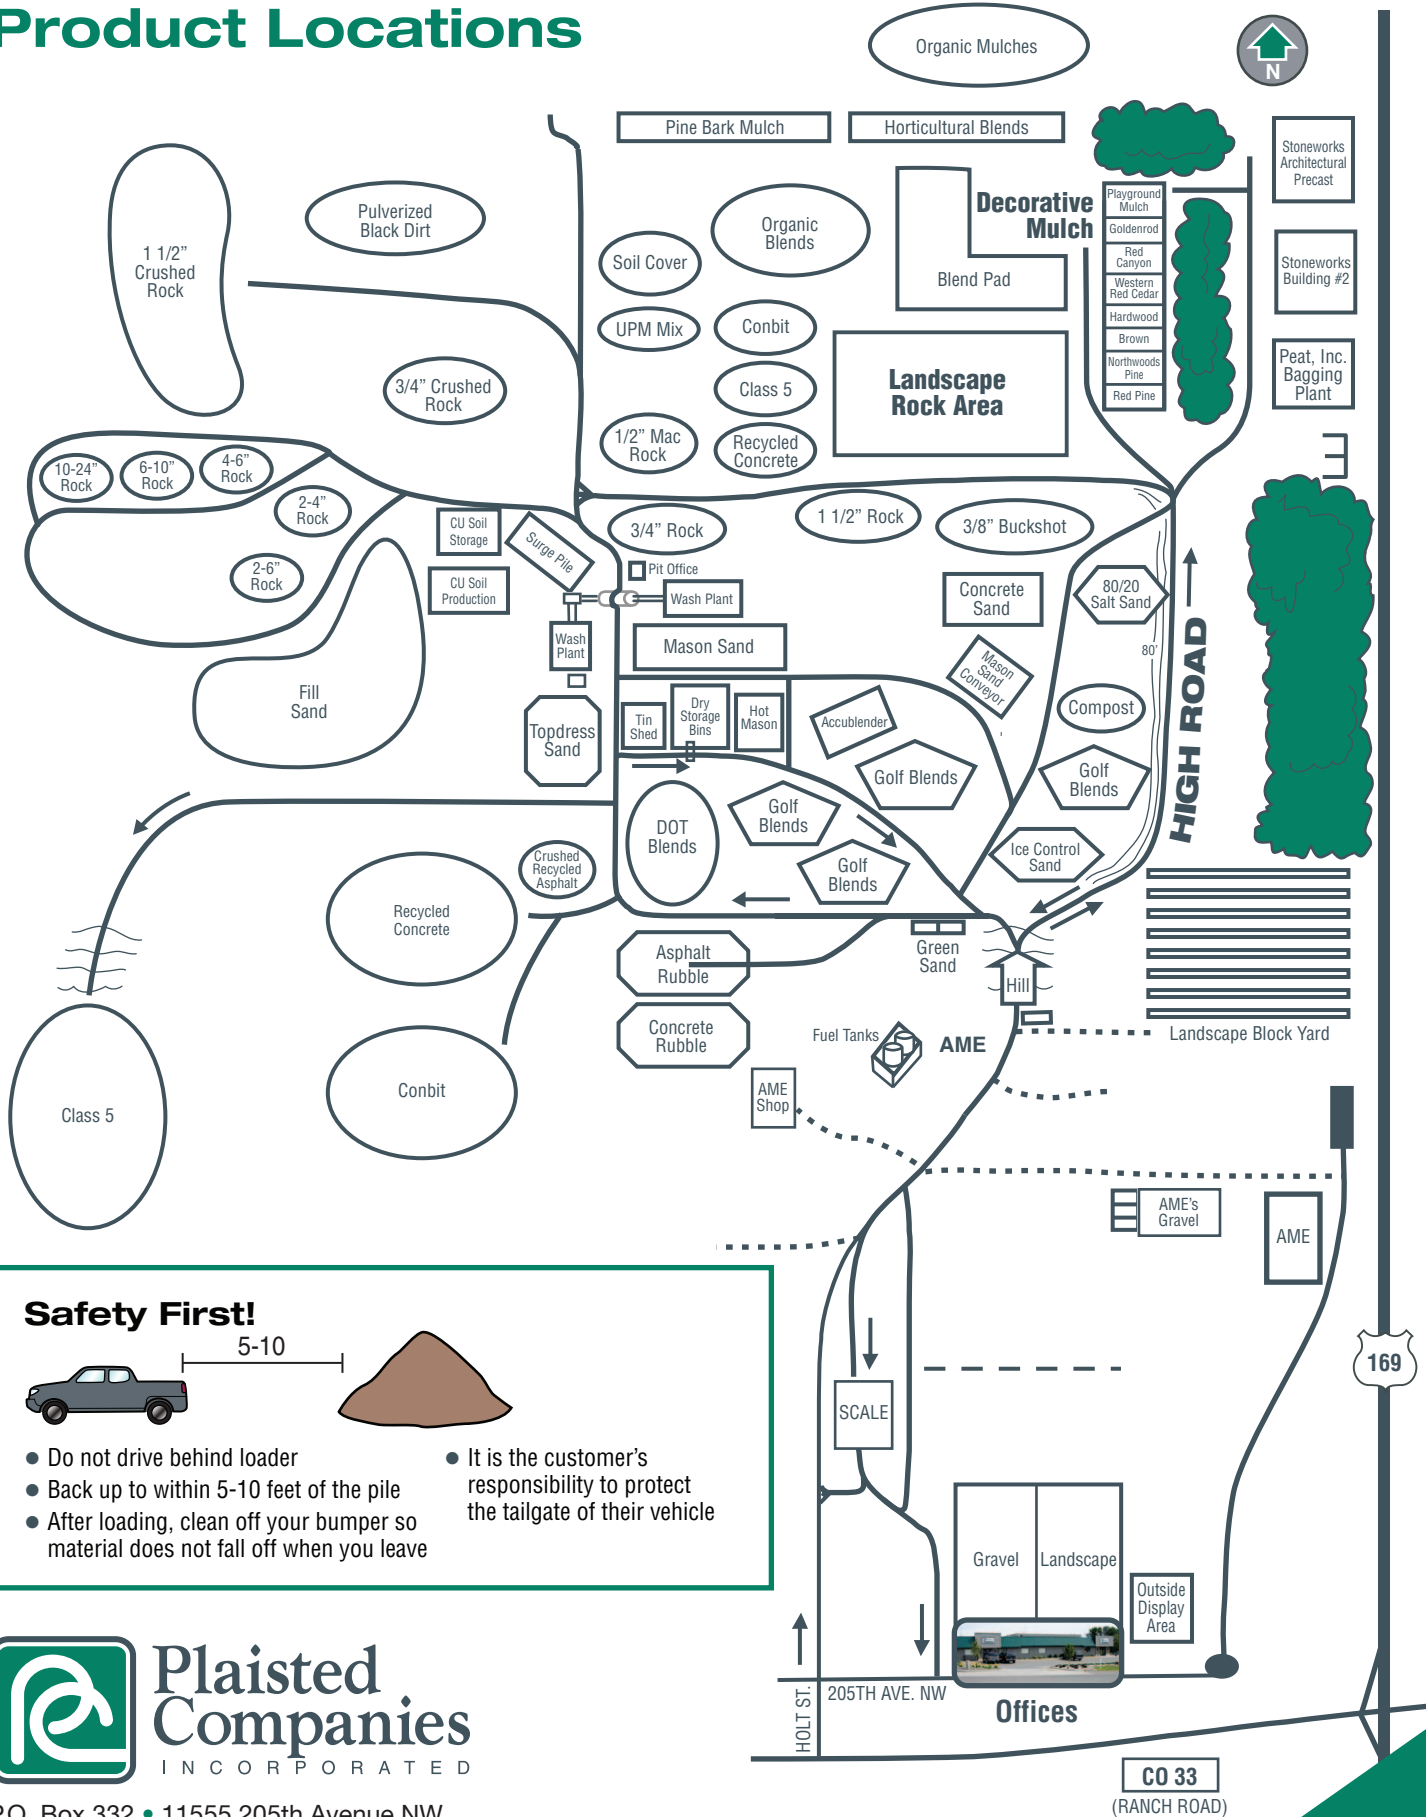 Product Locations
Organic Mulches
N
Pine Bark Mulch
Horticultural Blends
Stoneworks
Architectural
Precast
Pulverized
Black Dirt
Organic
Blends
Decorative
Mulch
Playground
Mulch
Goldenrod
Red
Canyon
Western
Red Cedar
Hardwood
Brown
Northwoods
Pine
Red Pine
1 1/2”
Crushed
Rock
Soil Cover
Blend Pad
Stoneworks
Building #2
UPM Mix
Conbit
Peat, Inc.
Bagging
Plant
3/4” Crushed
Rock
Class 5
Landscape
Rock Area
1/2” Mac
Rock
Recycled
Concrete
10-24”
Rock
6-10”
Rock
4-6”
Rock
2-4”
Rock
2-6”
Rock
CU Soil
Storage
Surge Pile
3/4” Rock
1 1/2” Rock
3/8” Buckshot
Pit Office
CU Soil
Production
Wash Plant
Concrete
Sand
80/20
Salt Sand
Wash
Plant
Mason Sand
80’
Mason
Sand
Conveyor
HIGH ROAD
Fill
Sand
Topdress
Sand
Tin
Shed
Dry
Storage
Bins
Hot
Mason
Accublender
Compost
Golf Blends
Golf
Blends
DOT
Blends
Golf
Blends
Golf
Blends
Ice Control
Sand
Crushed
Recycled
Asphalt
Recycled
Concrete
Asphalt
Rubble
Green
Sand
Hill
Concrete
Rubble
Fuel Tanks
AME
Landscape Block Yard
AME
Shop
Conbit
Class 5
AME’s
Gravel
AME
169
SCALE
Safety First!
5-10
Do not drive behind loader
Back up to within 5-10 feet of the pile
After loading, clean off your bumper so
material does not fall off when you leave
It is the customer’s
responsibility to protect
the tailgate of their vehicle
Gravel
Landscape
Outside
Display
Area
Offices
HOLT ST.
205TH AVE. NW
CO 33
(RANCH ROAD)
Plaisted
Companies
INCORPORATED
P.O. Box 332 • 11555 205th Avenue NW